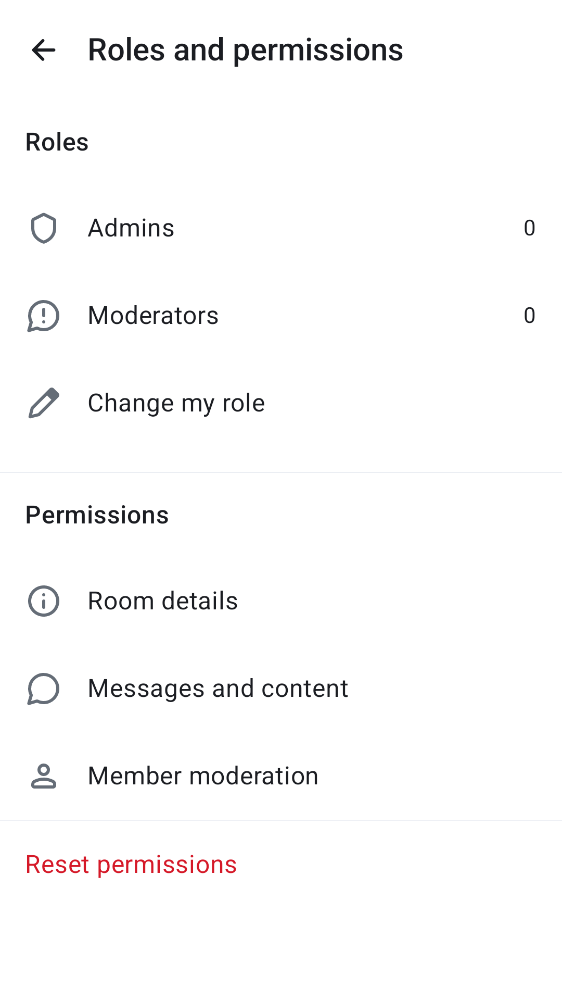 Roles and permissions
Roles
Admins 0
Moderators 0
Change my role
Permissions
Room details
Messages and content
Member moderation
Reset permissions